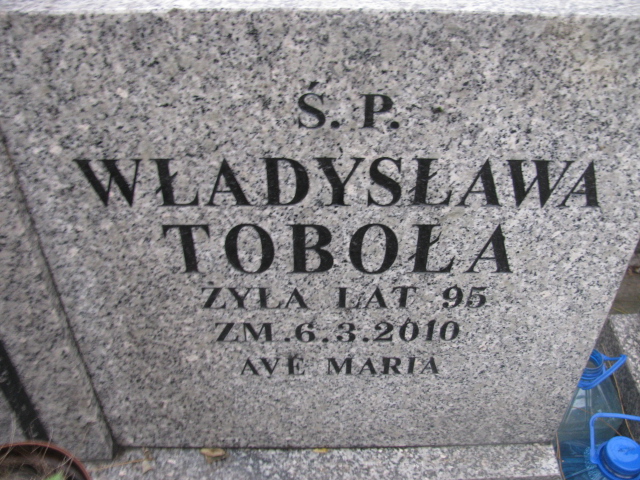 Ś. P.
WŁADYSŁAWA
TOBOŁA
ŻYŁA LAT 95
ZM. 6.3.2010
AVE MARIA